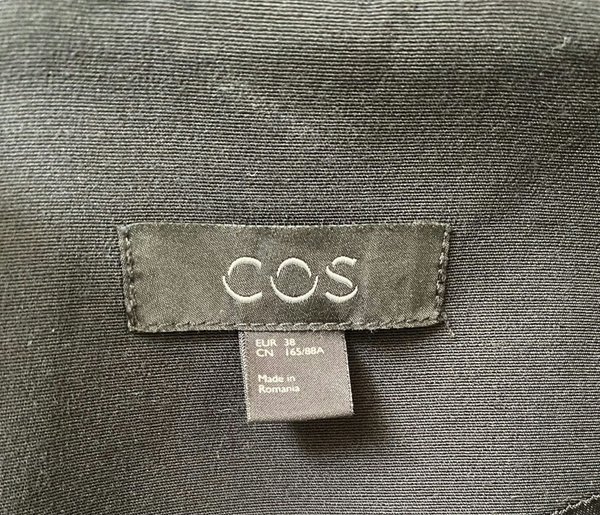 COS
EUR 38
CN 165/88A
Made in
Romania